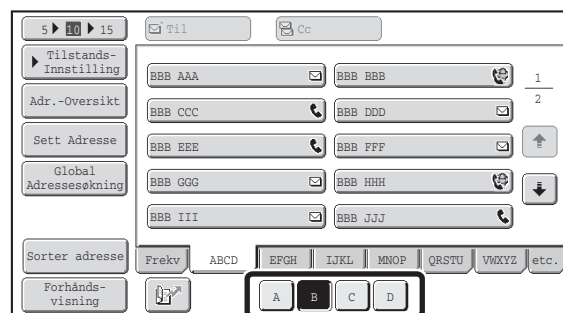 5 10 15
Til
Cc
Tilstands-
Innstilling
Adr.-Oversikt
Sett Adresse
Global
Adressesøkning
BBB AAA
BBB BBB
BBB CCC
BBB DDD
BBB EEE
BBB FFF
BBB GGG
BBB HHH
BBB III
BBB JJJ
1
2
Sorter adresse
Frekv ABCD EFGH IJKL MNOP QRSTU VWXYZ etc.
Forhånds-
visning
A B C D